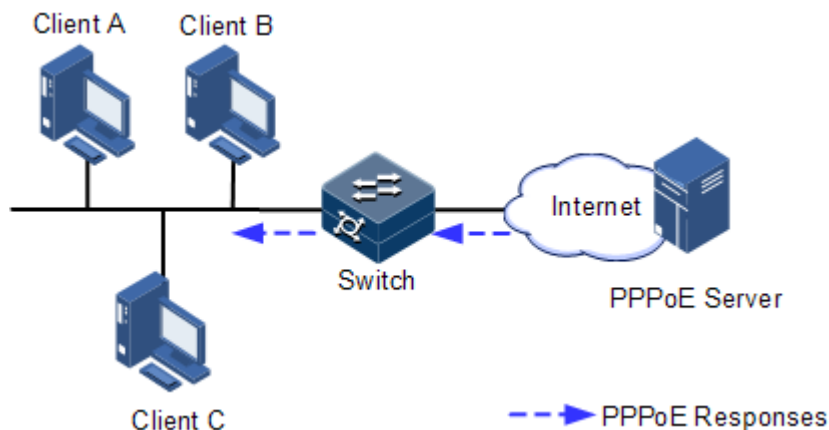 Client A
Client B
Internet
Switch
PPPoE Server
Client C
PPPoE Responses